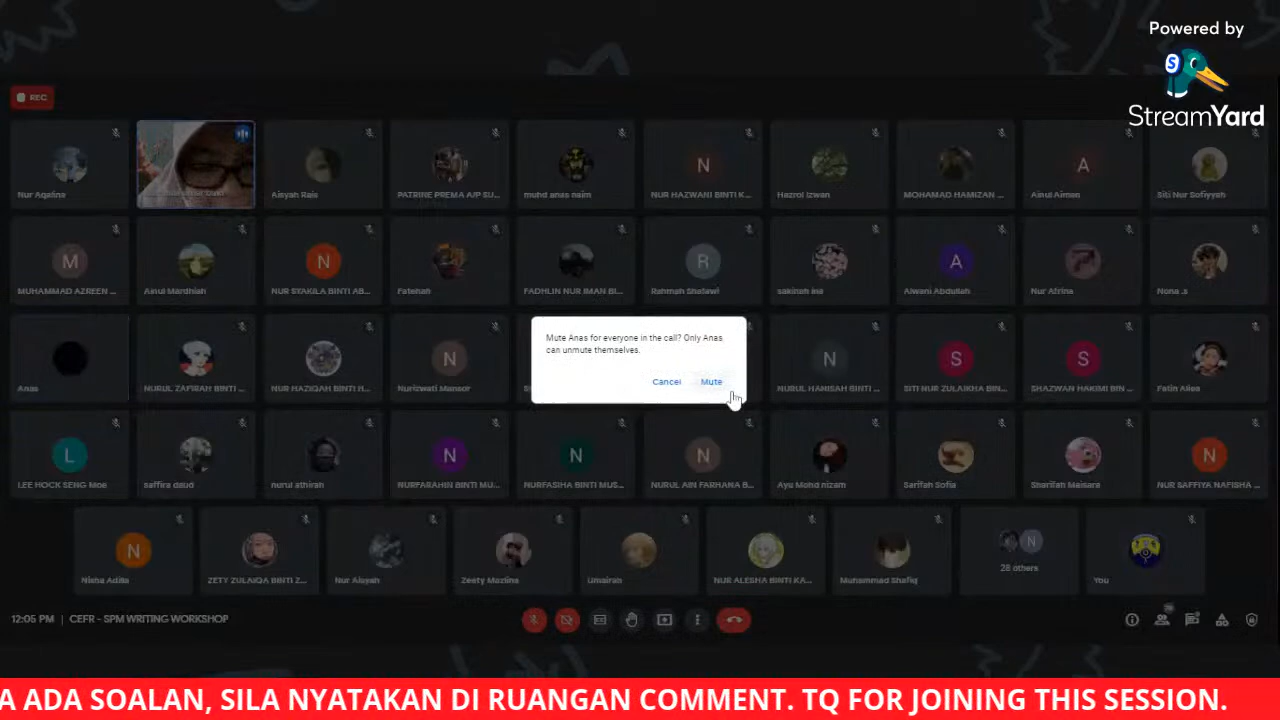 Powered by
StreamYard
REC
Nur Aqalina
Aisyah Rais
PATRINE PREMA A/P SU...
muhd anas naim
NUR HAZWANI BINTI K...
Hazrol Izwan
MOHAMAD HAMIZAN ...
Ainul Aiman
Siti Nur Sofiyyah
MUHAMMAD AZREEN ...
Ainul Mardhiah
NUR SYAKILA BINTI AB...
Fatehah
FADHLIN NUR IMAN BI...
Rahmah Shafawi
sakinah ina
Alwani Abdullah
Nur Afrina
Nona .s
Mute Anas for everyone in the call? Only Anas
can unmute themselves.
Cancel Mute
Anas
NURUL ZAFIRAH BINTI ...
NUR HAZIQAH BINTI H...
Nuriswati Mansor
NURUL HANISAH BINTI ...
SITI NUR ZULAIKHA BIN...
SHAZWAN HAKIMI BIN ...
Fatin Aliea
LEE HOCK SENG Moe
saffira daud
nurul athirah
NURFARAHIN BINTI MU...
NURFASIHA BINTI MUS...
NURUL AIN FARHANA B...
Ayu Mohd nizam
Sarifah Sofia
Sharifah Maisara
NUR SAFFIYA NAFISHA ...
Nisha Adilla
ZETY ZULAIQA BINTI Z...
Nur Aisyah
Zeety Mazlina
Umairah
NUR ALESHA BINTI KA...
Muhammad Shafiq
28 others
You
12:05 PM | CEFR - SPM WRITING WORKSHOP
A ADA SOALAN, SILA NYATAKAN DI RUANGAN COMMENT. TQ FOR JOINING THIS SESSION.